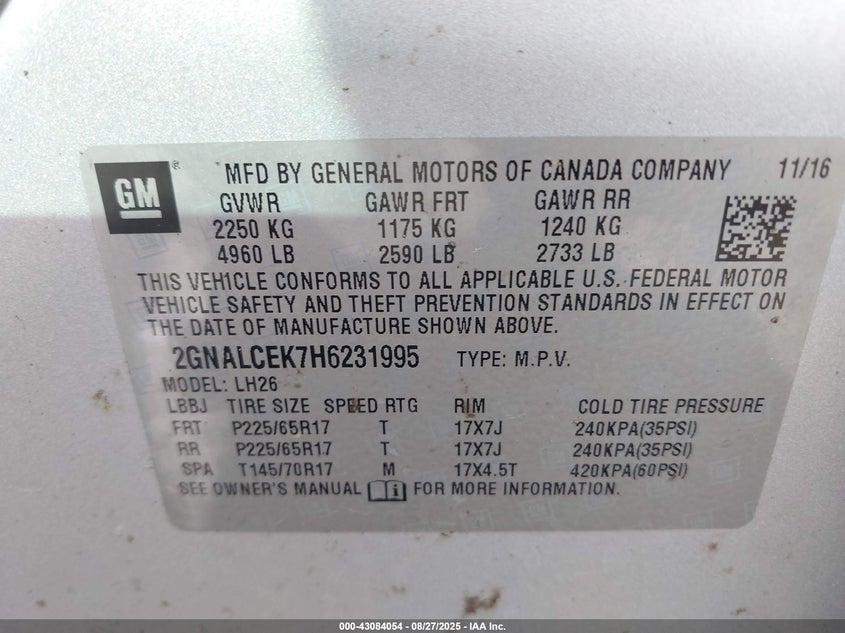 GM ® MFD BY GENERAL MOTORS OF CANADA COMPANY 11/16
GVWR GAWR FRT GAWR RR
2250 KG 1175 KG 1240 KG
4960 LB 2590 LB 2733 LB
THIS VEHICLE CONFORMS TO ALL APPLICABLE U.S. FEDERAL MOTOR
VEHICLE SAFETY AND THEFT PREVENTION STANDARDS IN EFFECT ON
THE DATE OF MANUFACTURE SHOWN ABOVE.
2GNALCEK7H6231995 TYPE: M.P.V.
MODEL: LH26
LBBJ TIRE SIZE SPEED RTG RIM COLD TIRE PRESSURE
FRT P225/65R17 T 17X7J 240KPA(35PSI)
RR P225/65R17 T 17X7J 240KPA(35PSI)
SPA T145/70R17 M 17X4.5T 420KPA(60PSI)
SEE OWNER'S MANUAL i FOR MORE INFORMATION.
000-43084054 - 08/27/2025 - IAA Inc.